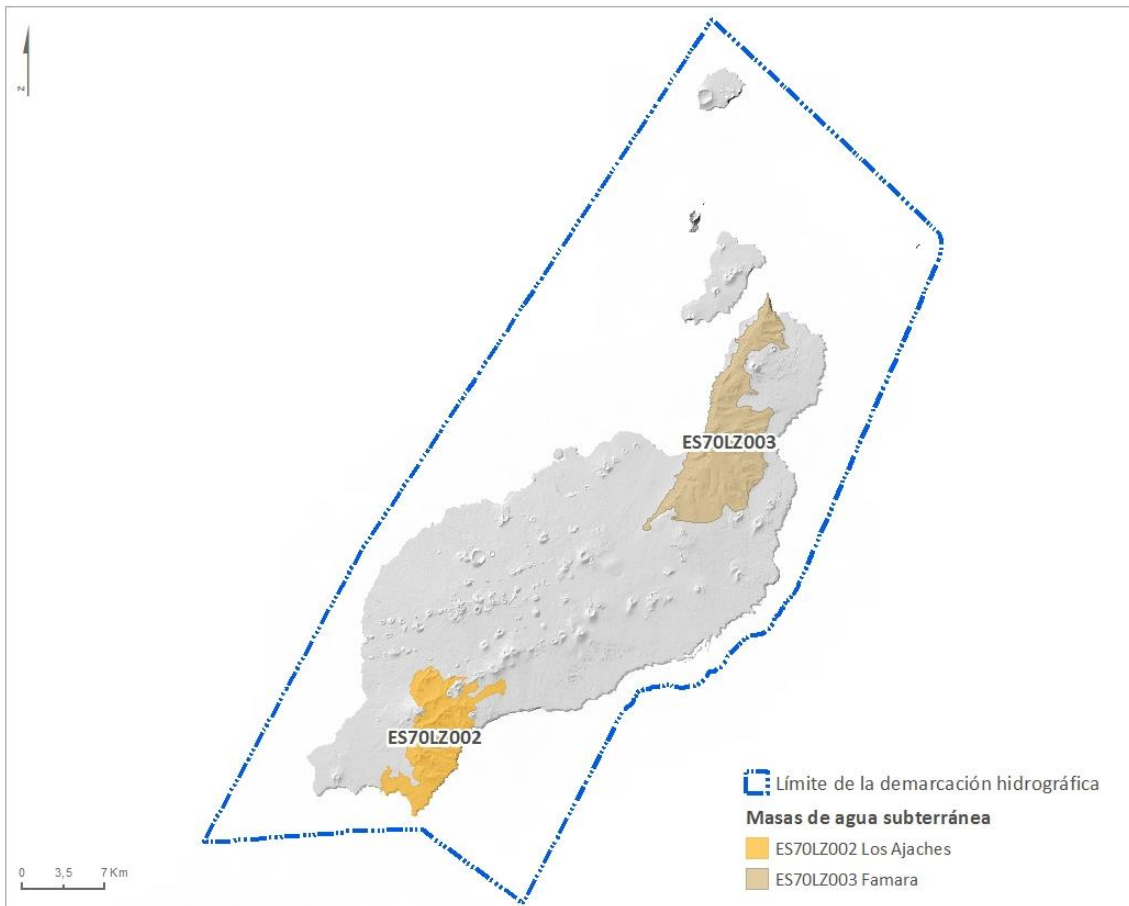 N
ES70LZ003
ES70LZ002
Límite de la demarcación hidrográfica
Masas de agua subterránea
ES70LZ002 Los Ajaches
ES70LZ003 Famara
0 3,5 7 Km